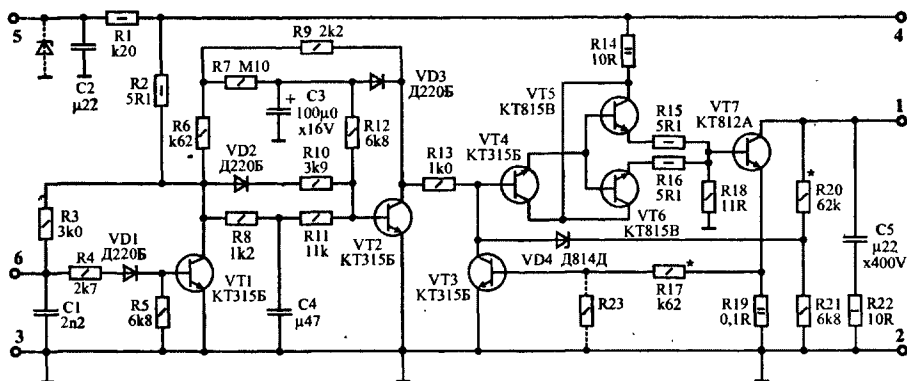 5
R1
k20
C2
µ22
R2
5R1
R9 2k2
R7 M10
C3
+
100µ0
x16V
VD3
Д220Б
R6
k62
R12
6k8
VD2
Д220Б
R10
3k9
R8
1k2
R11
11k
VT2
КТ315Б
R3
3k0
6
R4
2k7
VD1
Д220Б
VT1
КТ315Б
R5
6k8
C1
2n2
C4
µ47
3
R13
1k0
VT4
КТ315Б
R14
10R
VT5
КТ815В
R15
5R1
R16
5R1
VT6
КТ815В
R18
11R
VT7
КТ812А
4
1
*
R20
62k
C5
µ22
x400V
VD4 Д814Д
VT3
КТ315Б
R23
*
R17
k62
R19
0,1R
R21
6k8
R22
10R
2